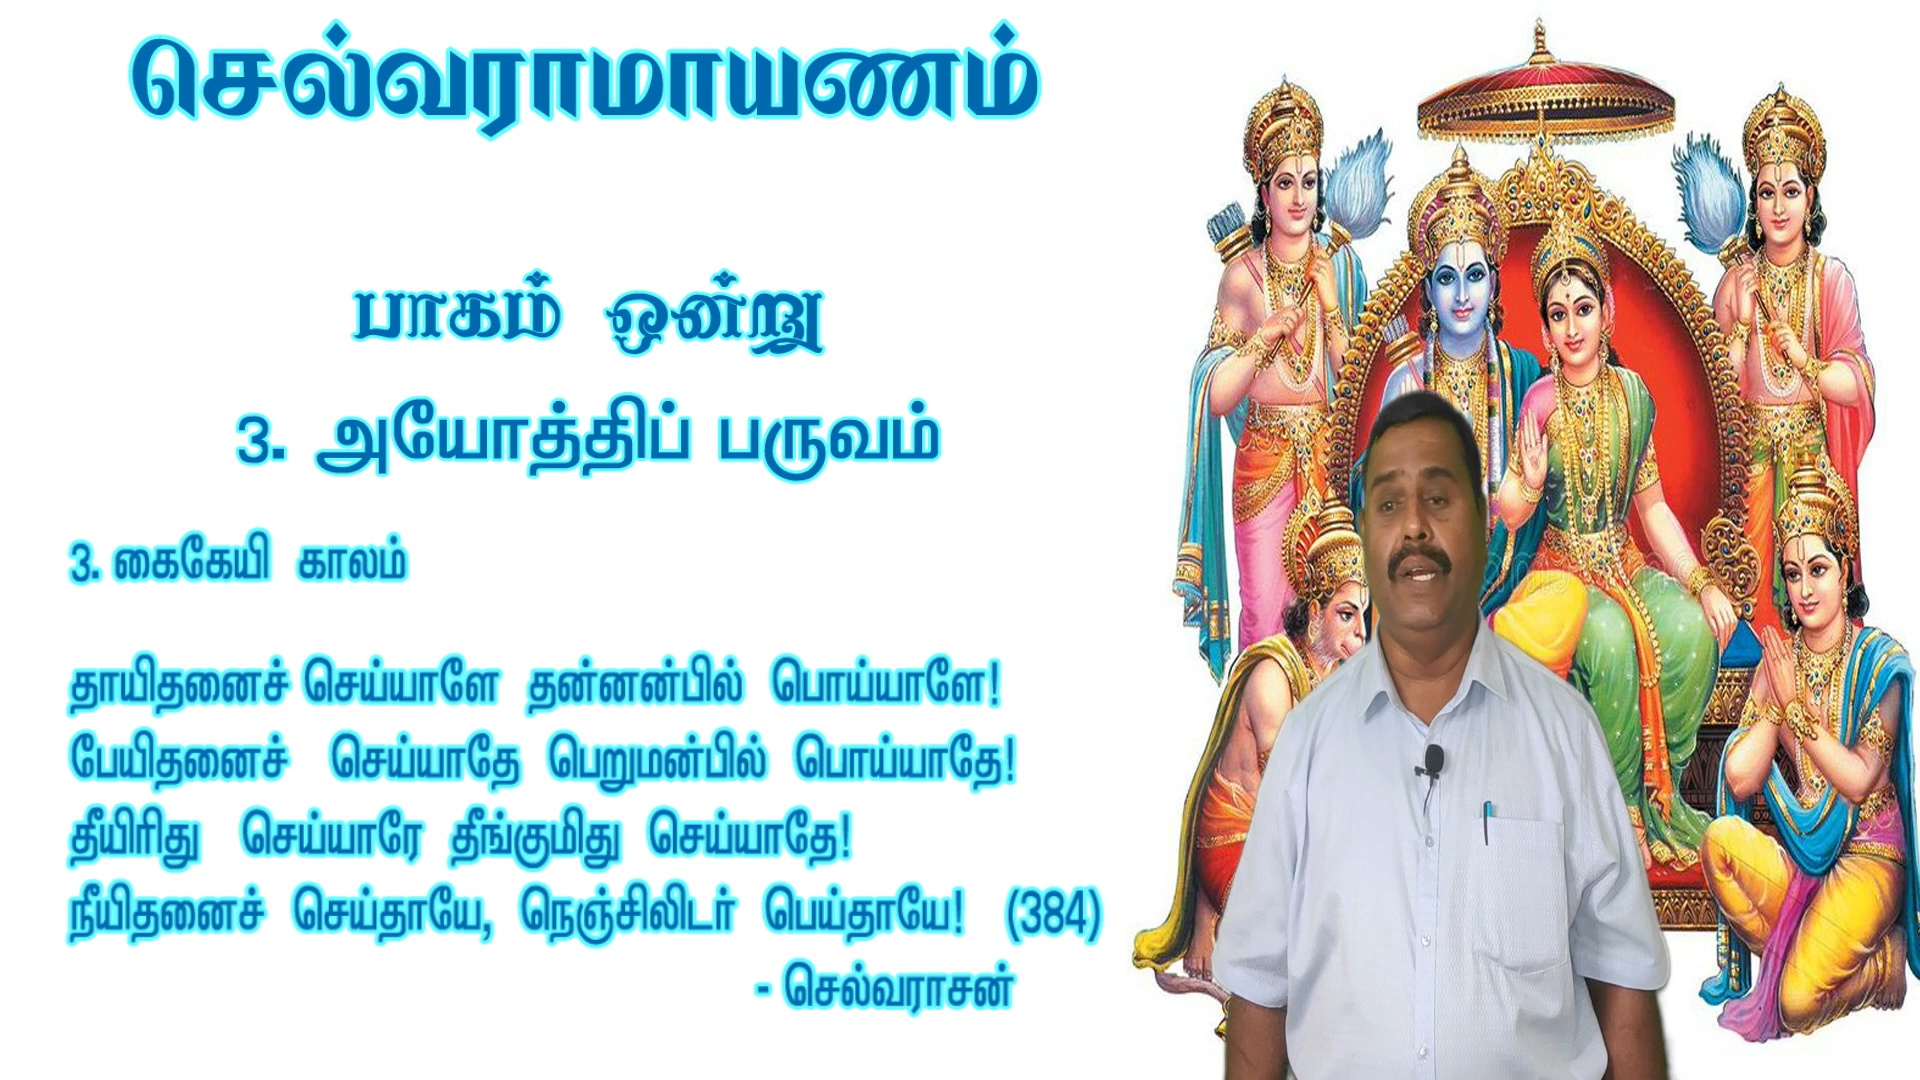 செல்வராமாயணம்
பாகம் ஒன்று
3. அயோத்திப் பருவம்
3. கைகேயி காலம்
தாயிதனைச் செய்யாளே தன்னன்பில் பொய்யாளே!
பேயிதனைச் செய்யாதே பெறுமன்பில் பொய்யாதே!
தீயிரிது செய்யாரே தீங்குமிது செய்யாதே!
நீயிதனைச் செய்தாயே, நெஞ்சிலிடர் பெய்தாயே! (384)
- செல்வராசன்